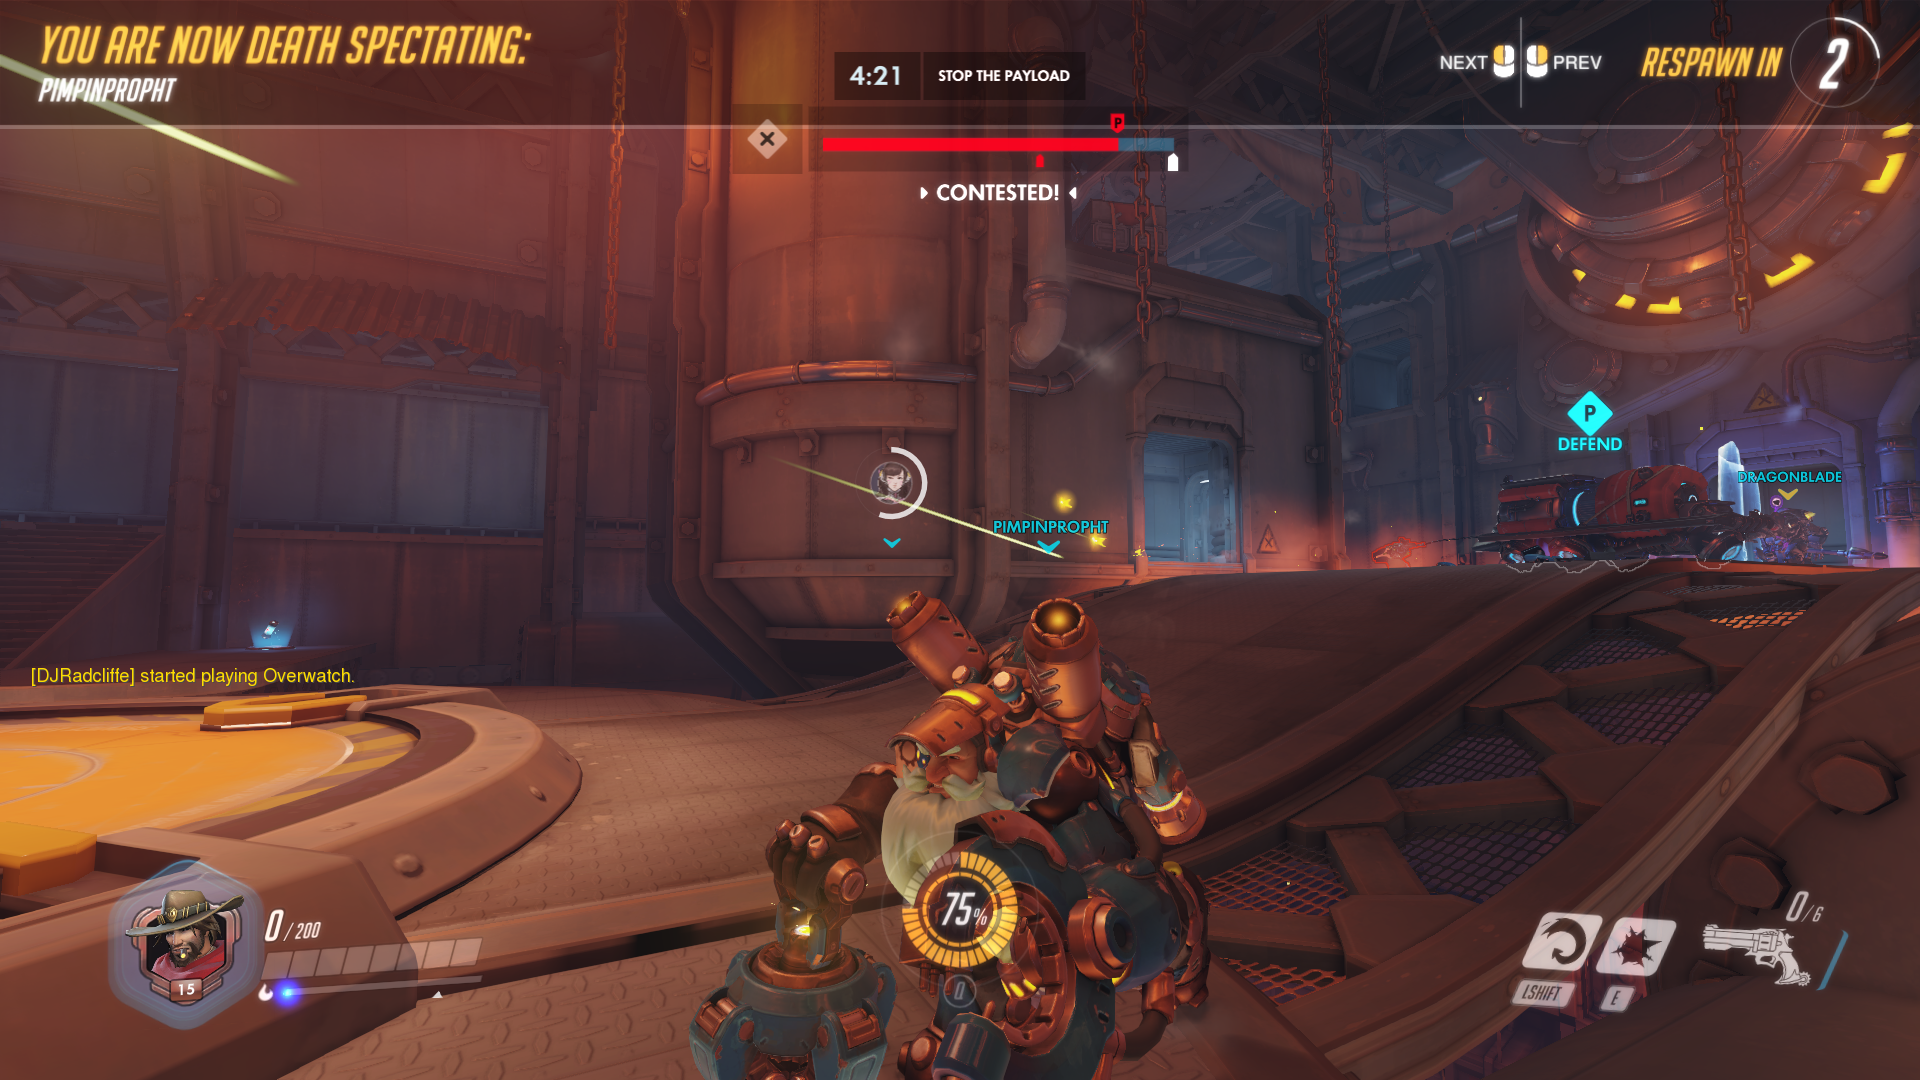 YOU ARE NOW DEATH SPECTATING:
PIMPINPROPHT
4:21 STOP THE PAYLOAD
NEXT PREV
RESPAWN IN 2
P
CONTESTED!
P
DEFEND
DRAGONBLADE
PIMPINPROPHT
[DJRadcliffe] started playing Overwatch.
0/200
15
75%
Q
0/6
LSHIFT
E